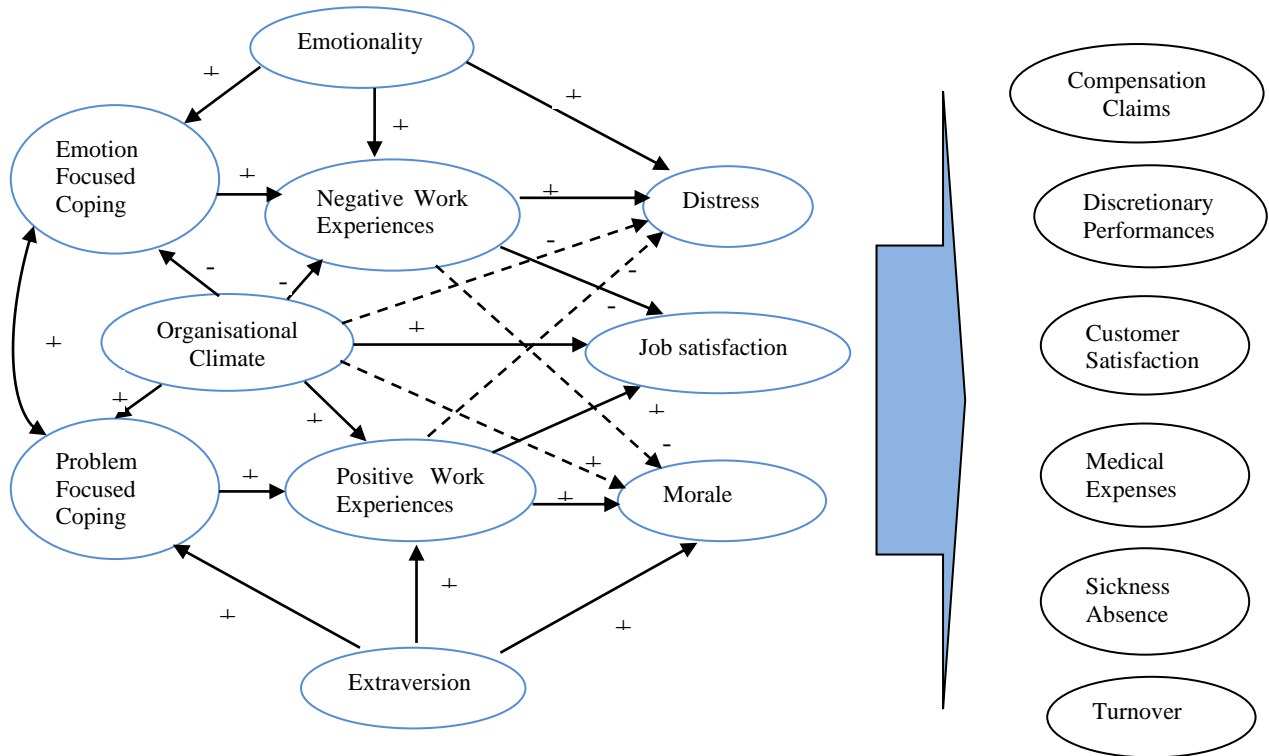 Emotionality
+
+
+
Emotion
Focused
Coping
+
Negative Work
Experiences
+
Distress
-
-
-
-
-
Organisational
Climate
+
Job satisfaction
+
+
+
+
-
Problem
Focused
Coping
+
Positive Work
Experiences
+
+
Morale
+
+
+
Extraversion
Compensation
Claims
Discretionary
Performances
Customer
Satisfaction
Medical
Expenses
Sickness
Absence
Turnover